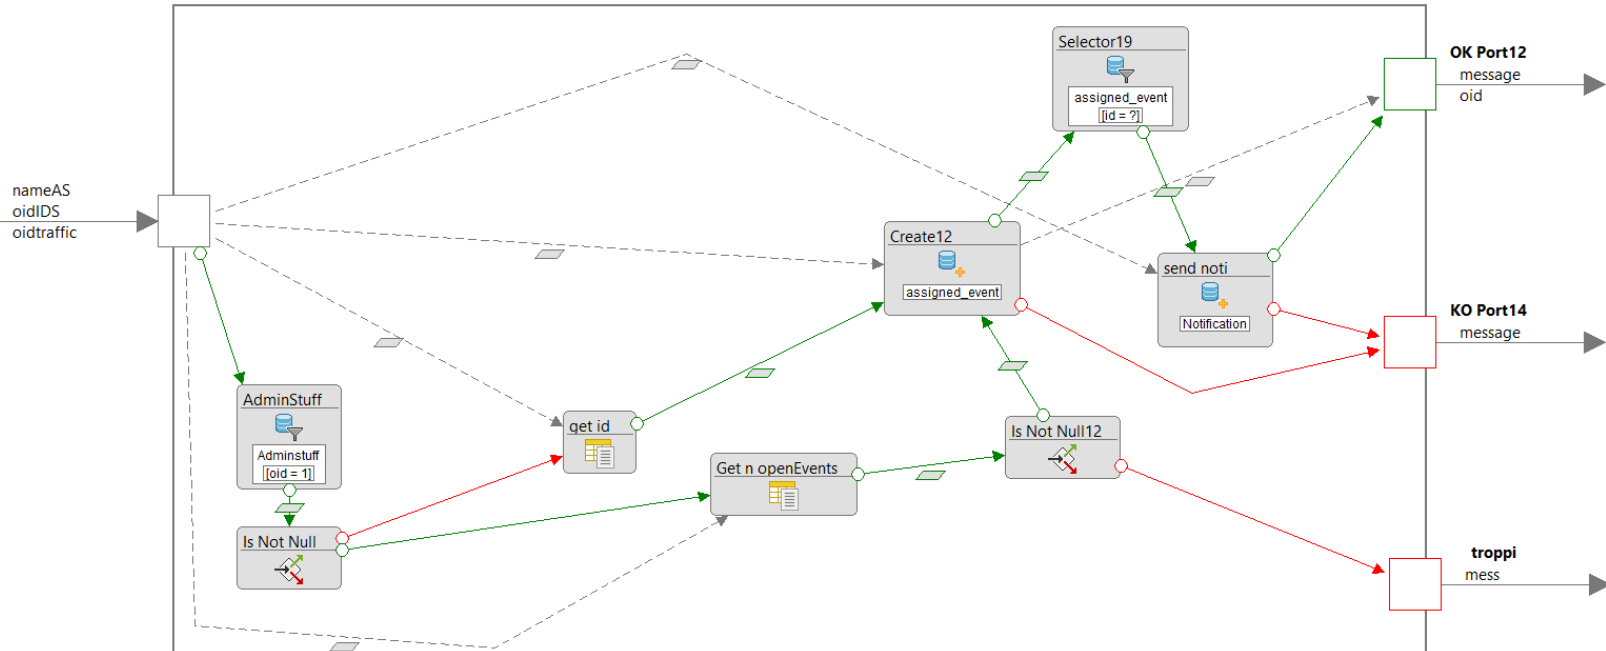 nameAS
oidIDS
oidtraffic
AdminStuff
Adminstuff
[oid = 1]
Is Not Null
get id
Get n openEvents
Create12
assigned_event
Is Not Null12
Selector19
assigned_event
[id = ?]
send noti
Notification
OK Port12
message
oid
KO Port14
message
troppi
mess